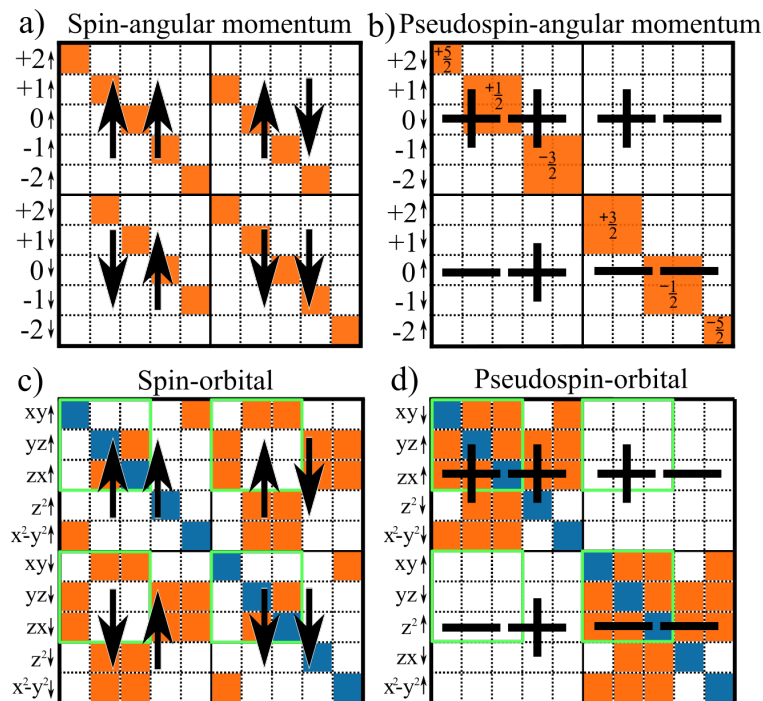 a) Spin-angular momentum
+2↑
+1↑
0↑
-1↑
-2↑
+2↓
+1↓
0↓
-1↓
-2↓
b) Pseudospin-angular momentum
+2↓
+1↑
0↓
-1↑
-2↓
+2↑
+1↓
0↑
-1↓
-2↑
+5/2
+1/2
−3/2
+3/2
−1/2
−5/2
c) Spin-orbital
xy↑
yz↑
zx↑
z²↑
x²-y²↑
xy↓
yz↓
zx↓
z²↓
x²-y²↓
d) Pseudospin-orbital
xy↓
yz↑
zx↑
z²↓
x²-y²↓
xy↑
yz↓
z²↑
zx↓
x²-y²↑